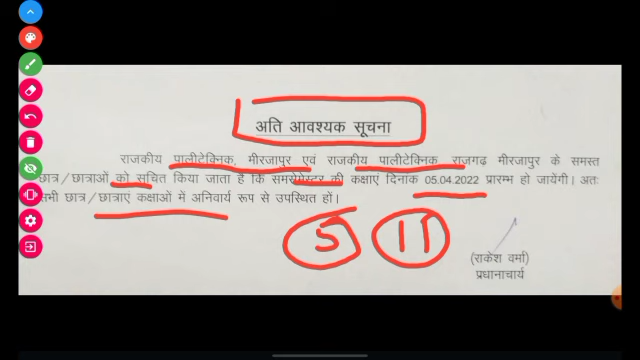 अति आवश्यक सूचना
राजकीय पालीटेक्निक, मीरजापुर एवं राजकीय पालीटेक्निक राजगढ़ मीरजापुर के समस्त
छात्र/छात्राओं को सूचित किया जाता है कि समसेमेस्टर की कक्षाएं दिनांक 05.04.2022 प्रारम्भ हो जायेंगी। अतः
सभी छात्र/छात्राएं कक्षाओं में अनिवार्य रूप से उपस्थित हों।
5 11
(राकेश वर्मा)
प्रधानाचार्य